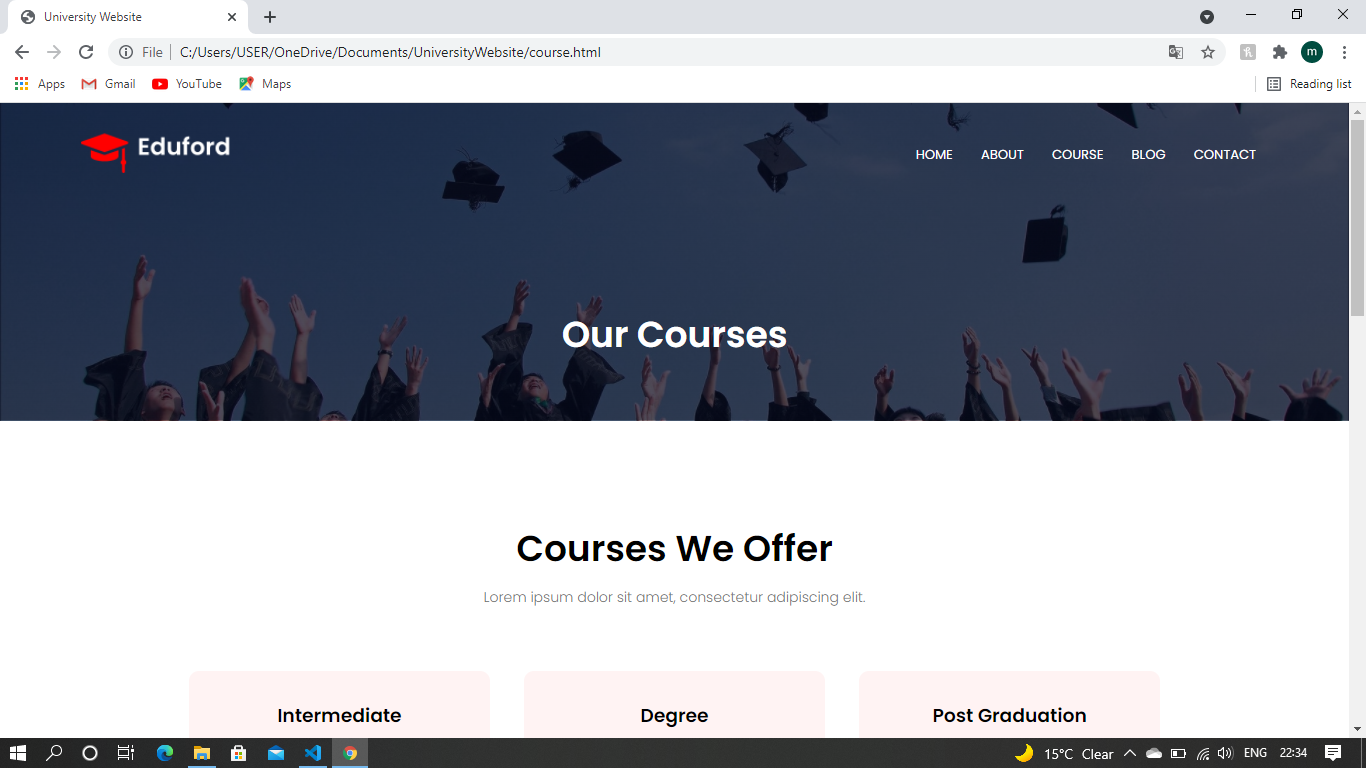 University Website
File C:/Users/USER/OneDrive/Documents/UniversityWebsite/course.html
m
Apps Gmail YouTube Maps Reading list
Eduford
HOME ABOUT COURSE BLOG CONTACT
Our Courses
Courses We Offer
Lorem ipsum dolor sit amet, consectetur adipiscing elit.
Intermediate Degree Post Graduation
15°C Clear ENG 22:34